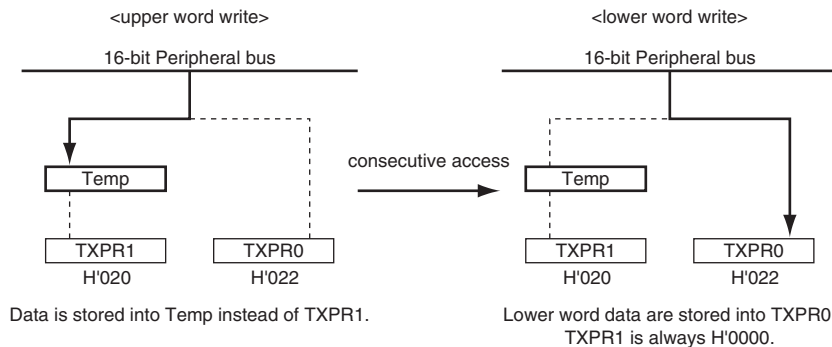 <upper word write>
16-bit Peripheral bus
Temp
TXPR1
TXPR0
H'020
H'022
Data is stored into Temp instead of TXPR1.
consecutive access
<lower word write>
16-bit Peripheral bus
Temp
TXPR1
TXPR0
H'020
H'022
Lower word data are stored into TXPR0
TXPR1 is always H'0000.